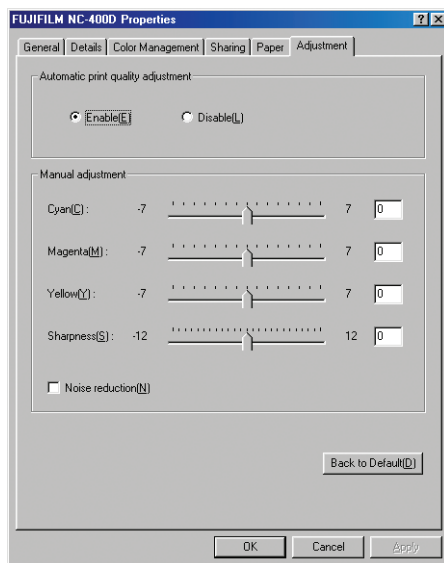 FUJIFILM NC-400D Properties
General Details Color Management Sharing Paper Adjustment
Automatic print quality adjustment
Enable(E) Disable(L)
Manual adjustment
Cyan(C) : -7 7 0
Magenta(M) : -7 7 0
Yellow(Y) : -7 7 0
Sharpness(S) : -12 12 0
Noise reduction(N)
Back to Default(D)
OK Cancel Apply